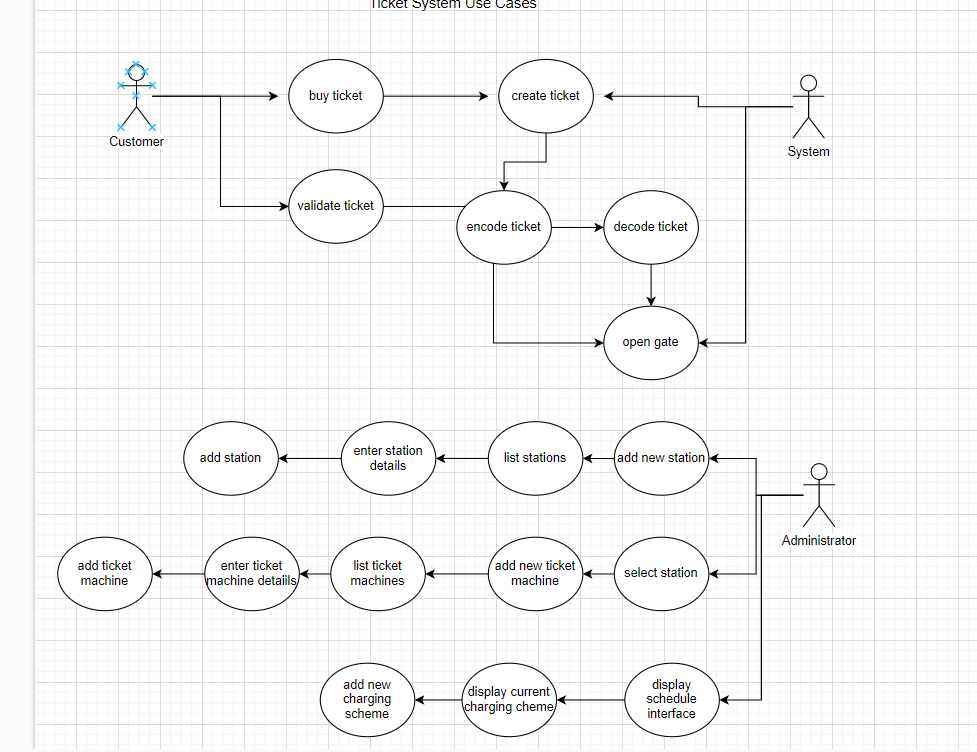 Ticket System Use Cases
buy ticket
create ticket
Customer
System
validate ticket
encode ticket
decode ticket
open gate
add station
enter station
details
list stations
add new station
Administrator
add ticket
machine
enter ticket
machine details
list ticket
machines
add new ticket
machine
select station
add new
charging
scheme
display current
charging cheme
display
schedule
interface